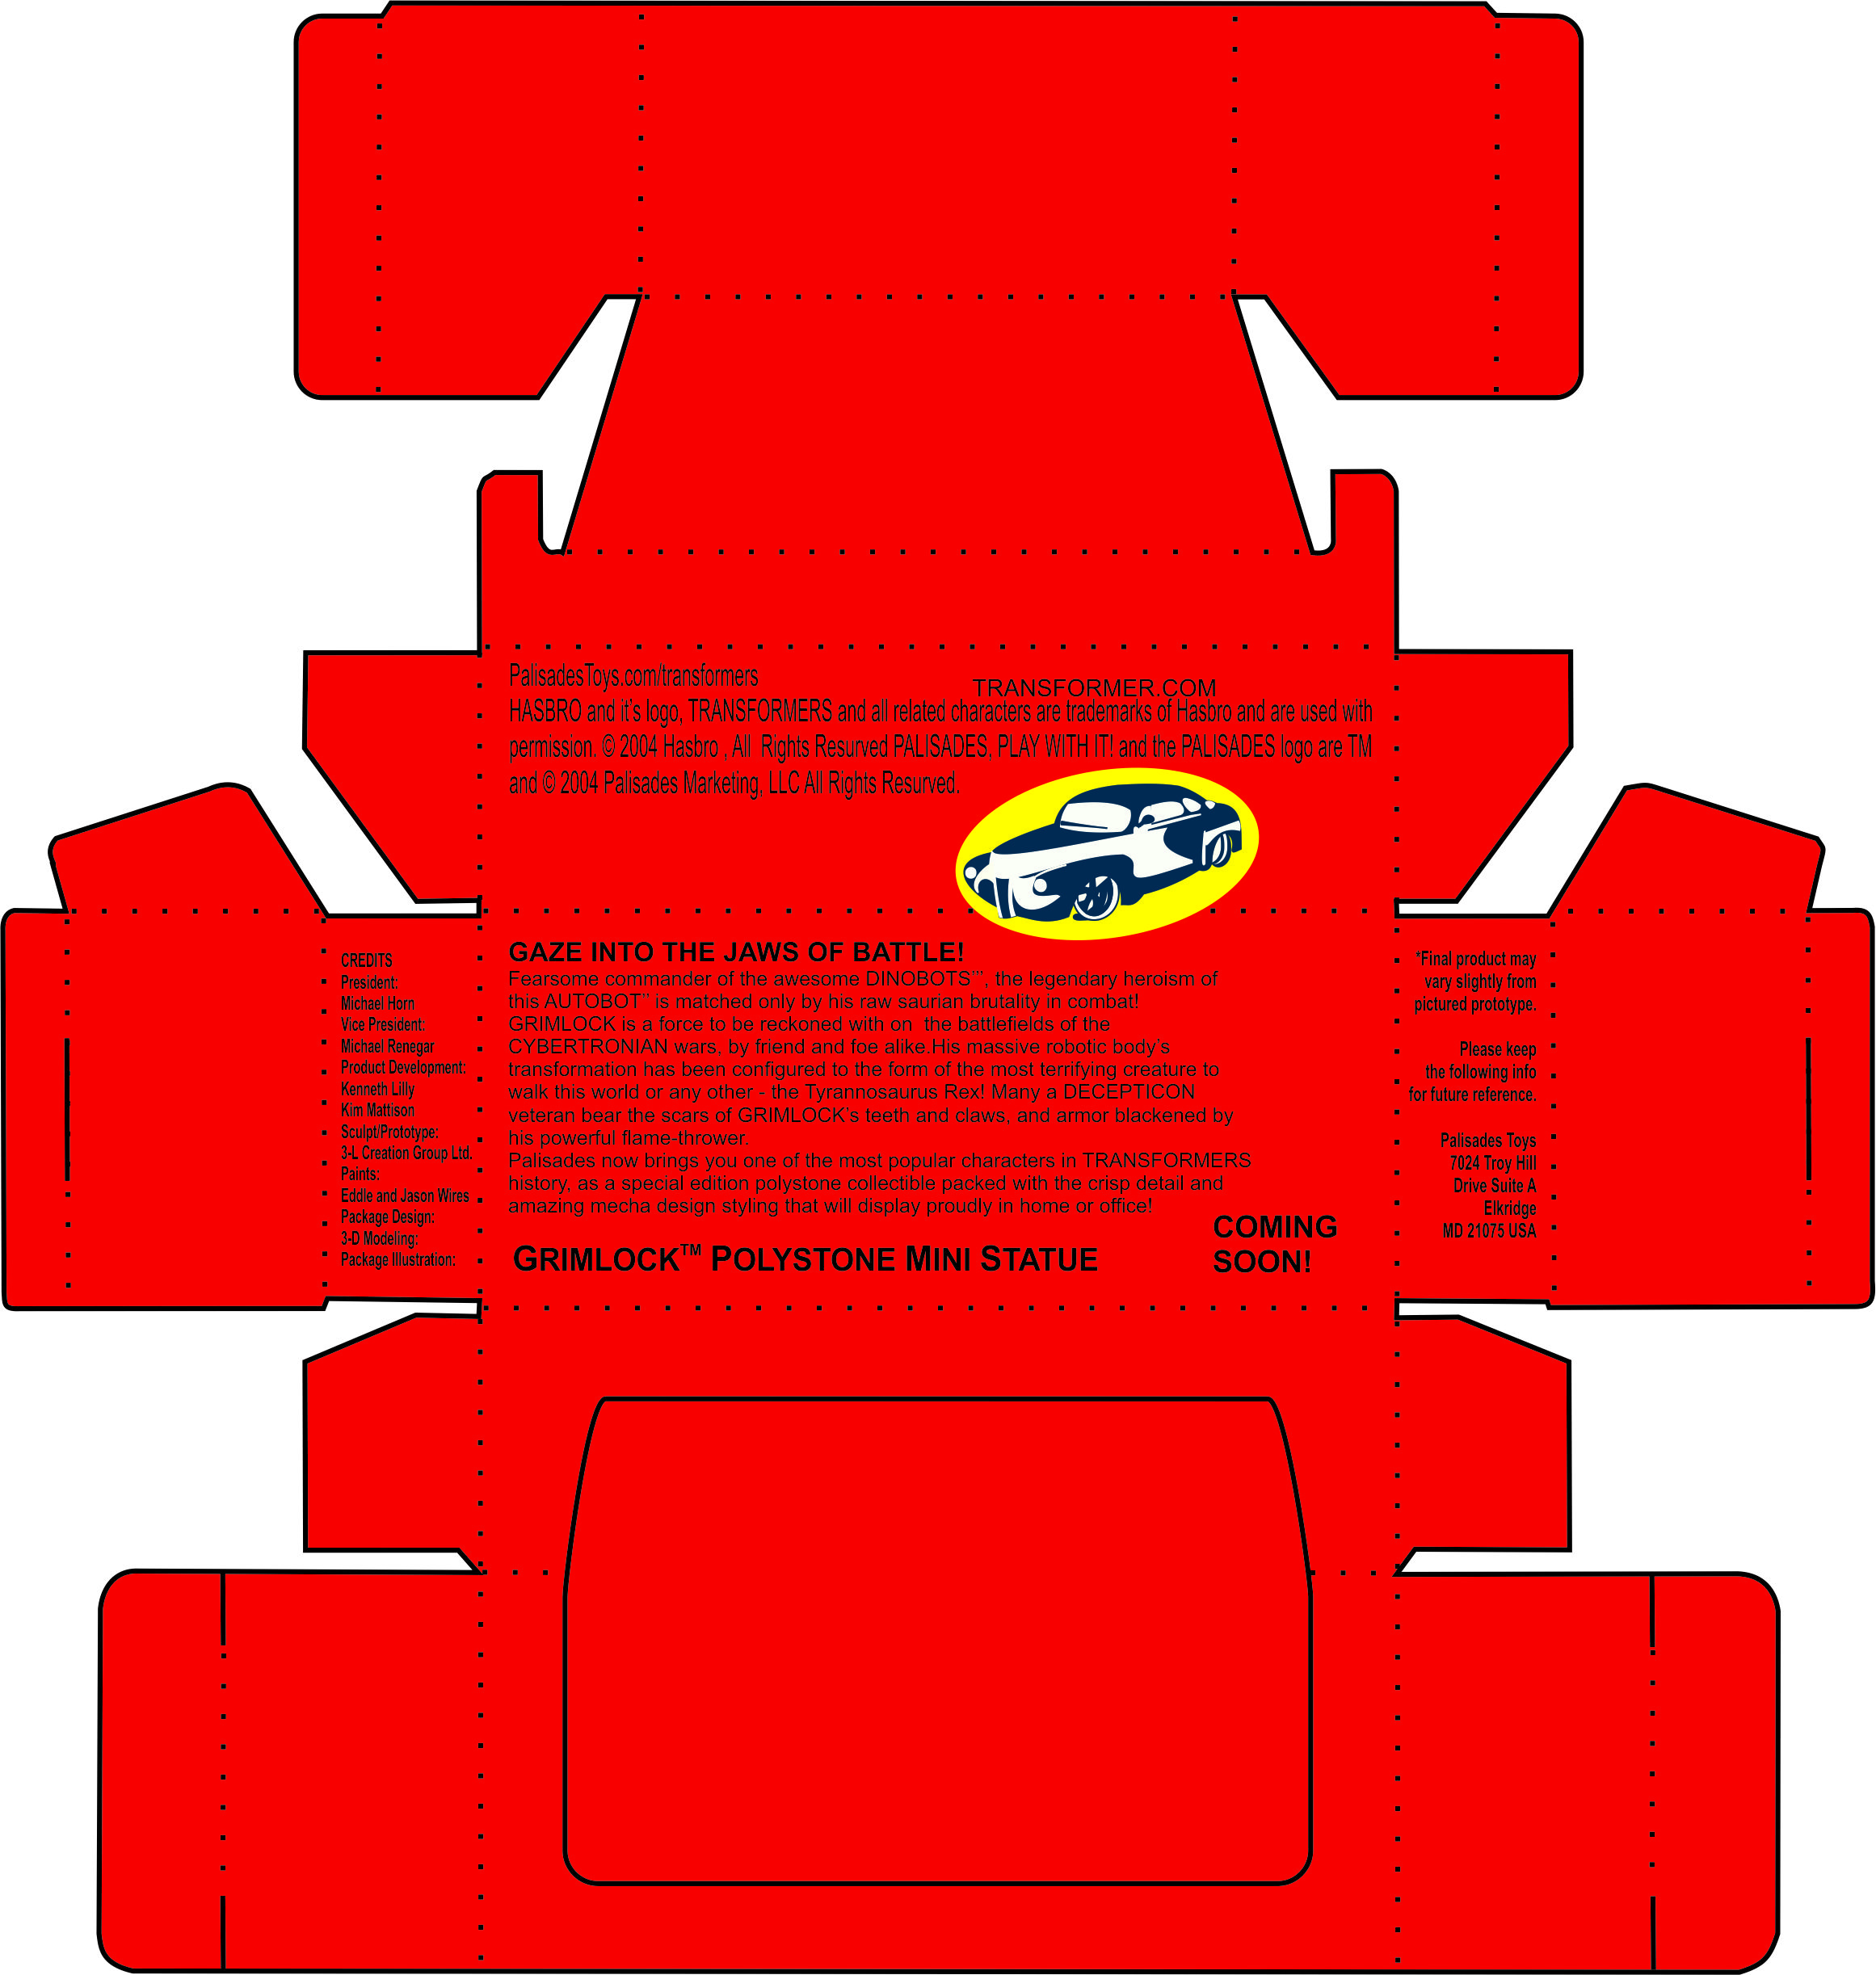 PalisadesToys.com/transformers
TRANSFORMER.COM
HASBRO and it's logo, TRANSFORMERS and all related characters are trademarks of Hasbro and are used with
permission. © 2004 Hasbro , All Rights Resurved PALISADES, PLAY WIIH IT! and the PALISADES logo are TM
and © 2004 Palisades Marketing, LLC All Rights Resurved.
CREDITS
President:
Michael Horn
Vice President:
Michael Renegar
Product Development:
Kenneth Lilly
Kim Mattison
Sculpt/Prototype:
3-L Creation Group Ltd.
Paints:
Eddle and Jason Wires
Package Design:
3-D Modeling:
Package Illustration:
GAZE INTO THE JAWS OF BATTLE!
Fearsome commander of the awesome DINOBOTS''', the legendary heroism of
this AUTOBOT'' is matched only by his raw saurian brutality in combat!
GRIMLOCK is a force to be reckoned with on the battlefields of the
CYBERTRONIAN wars, by friend and foe alike.His massive robotic body's
transformation has been configured to the form of the most terrifying creature to
walk this world or any other - the Tyrannosaurus Rex! Many a DECEPTICON
veteran bear the scars of GRIMLOCK's teeth and claws, and armor blackened by
his powerful flame-thrower.
Palisades now brings you one of the most popular characters in TRANSFORMERS
history, as a special edition polystone collectible packed with the crisp detail and
amazing mecha design styling that will display proudly in home or office!
GRIMLOCK™ POLYSTONE MINI STATUE
COMING
SOON!
*Final product may
vary slightly from
pictured prototype.
Please keep
the following info
for future reference.
Palisades Toys
7024 Troy Hill
Drive Suite A
Elkridge
MD 21075 USA